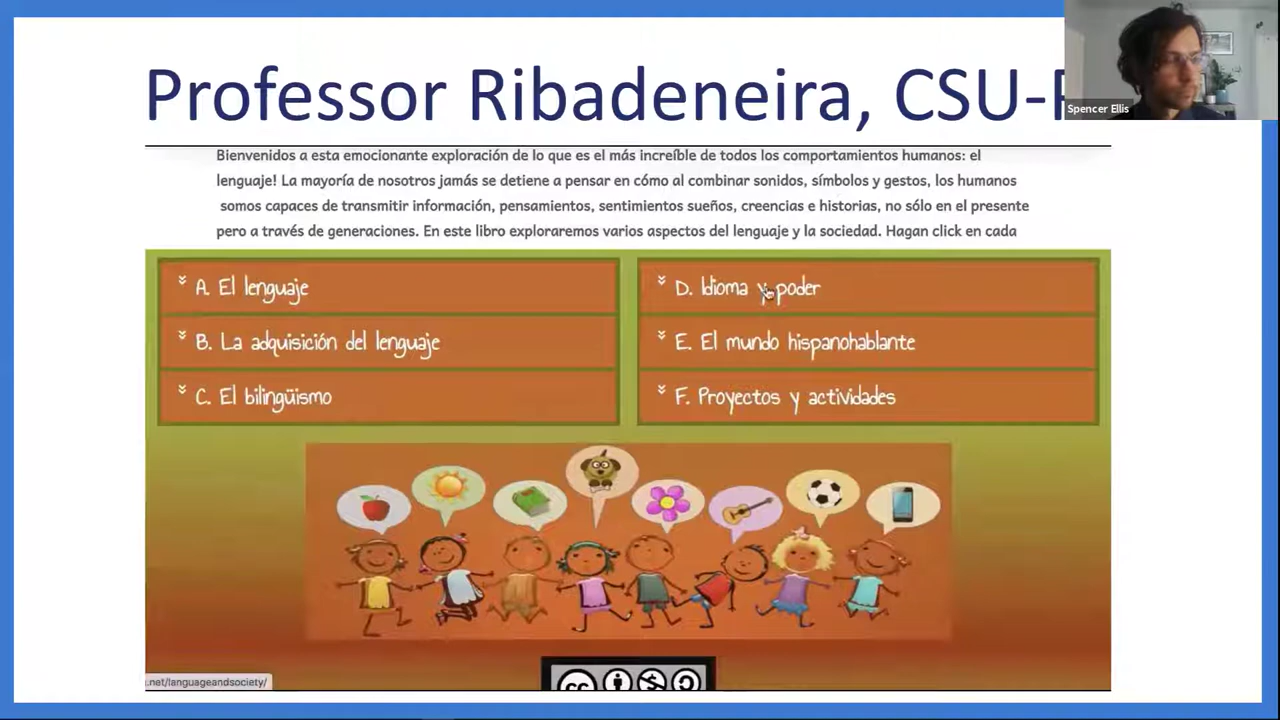 Professor Ribadeneira, CSU-
Spencer Ellis
Bienvenidos a esta emocionante exploración de lo que es el más increíble de todos los comportamientos humanos: el
lenguaje! La mayoría de nosotros jamás se detiene a pensar en cómo al combinar sonidos, símbolos y gestos, los humanos
somos capaces de transmitir información, pensamientos, sentimientos sueños, creencias e historias, no sólo en el presente
pero a través de generaciones. En este libro exploraremos varios aspectos del lenguaje y la sociedad. Hagan click en cada
A. El lenguaje
B. La adquisición del lenguaje
C. El bilingüismo
D. Idioma y poder
E. El mundo hispanohablante
F. Proyectos y actividades
.net/languageandsociety/